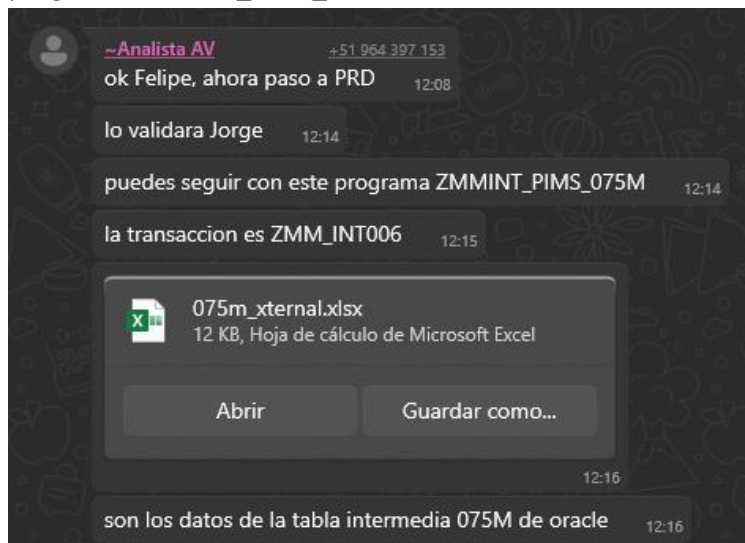 ~Analista AV +51 964 397 153
ok Felipe, ahora paso a PRD 12:08
lo validara Jorge 12:14
puedes seguir con este programa ZMMINT_PIMS_075M 12:14
la transaccion es ZMM_INT006 12:15
075m_xternal.xlsx
12 KB, Hoja de cálculo de Microsoft Excel
Abrir Guardar como...
12:16
son los datos de la tabla intermedia 075M de oracle 12:16